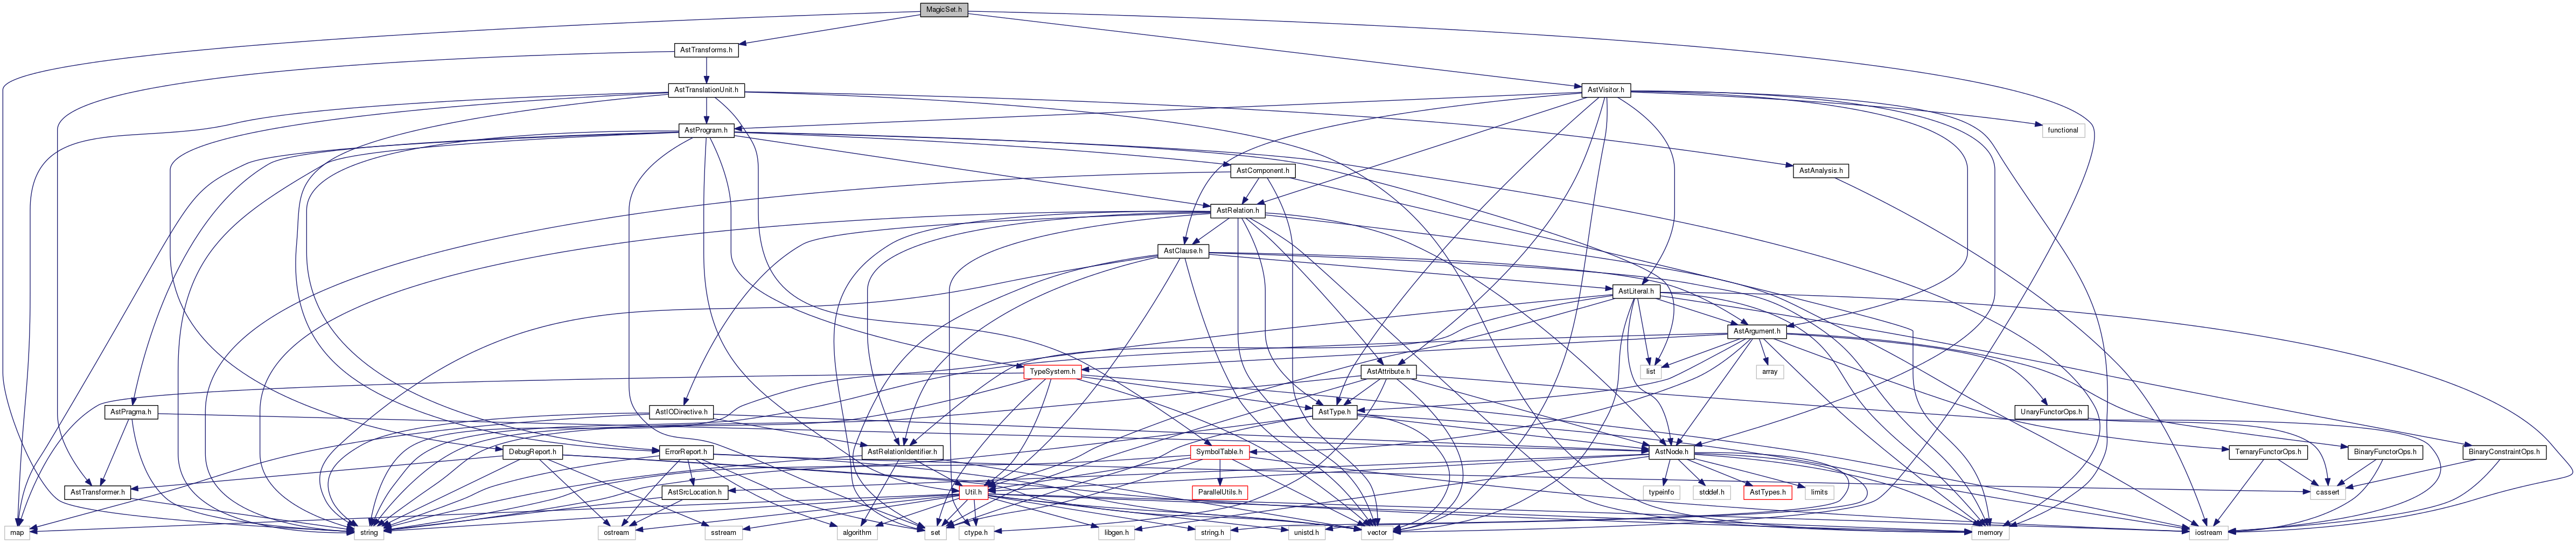 MagicSet.h
AstTransforms.h
AstTranslationUnit.h
AstVisitor.h
AstProgram.h
functional
AstComponent.h
AstAnalysis.h
AstRelation.h
AstClause.h
AstLiteral.h
AstArgument.h
TypeSystem.h
AstAttribute.h
list
array
AstPragma.h
AstIODirective.h
AstType.h
UnaryFunctorOps.h
DebugReport.h
ErrorReport.h
AstRelationIdentifier.h
SymbolTable.h
AstNode.h
TernaryFunctorOps.h
BinaryFunctorOps.h
BinaryConstraintOps.h
AstTransformer.h
AstSrcLocation.h
Util.h
ParallelUtils.h
typeinfo
stddef.h
AstTypes.h
limits
cassert
map
string
ostream
sstream
algorithm
set
ctype.h
libgen.h
string.h
unistd.h
vector
memory
iostream